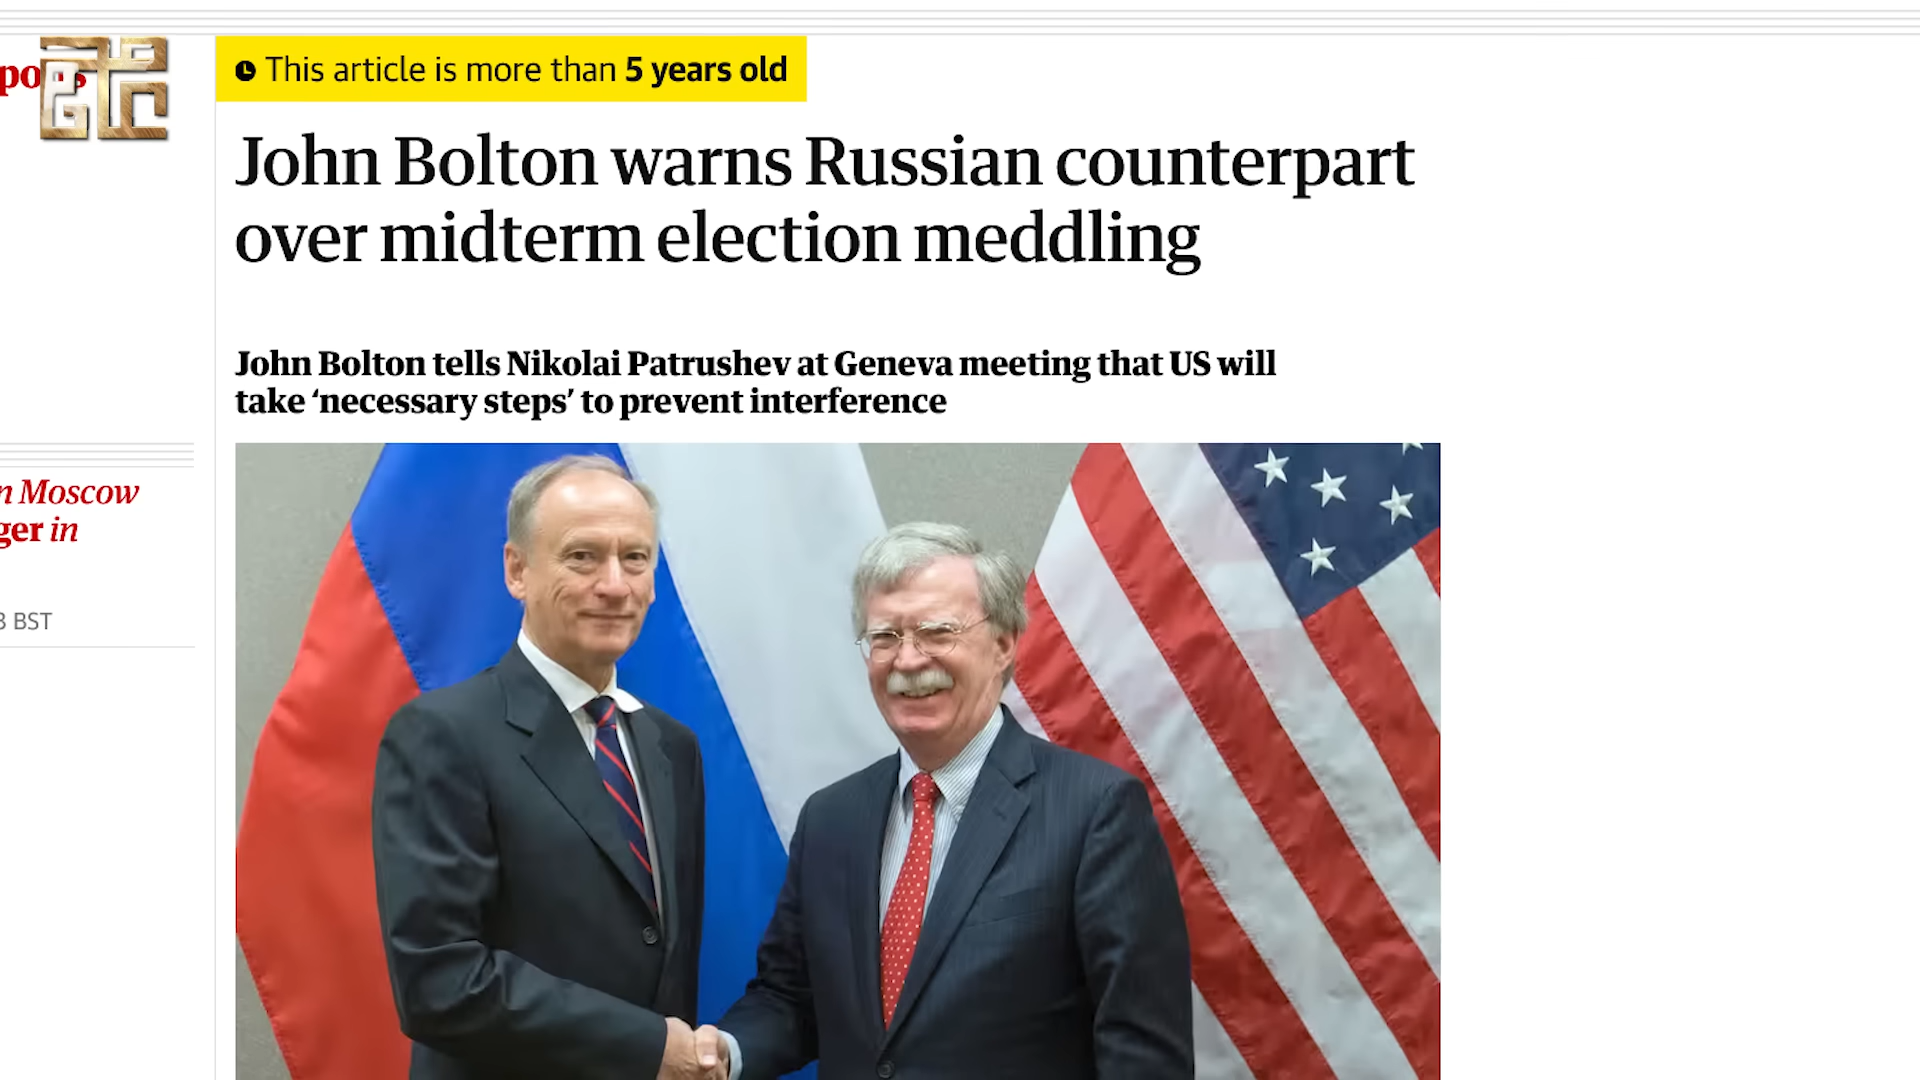 This article is more than 5 years old
John Bolton warns Russian counterpart
over midterm election meddling
John Bolton tells Nikolai Patrushev at Geneva meeting that US will
take ‘necessary steps’ to prevent interference
n Moscow
ger in
BST